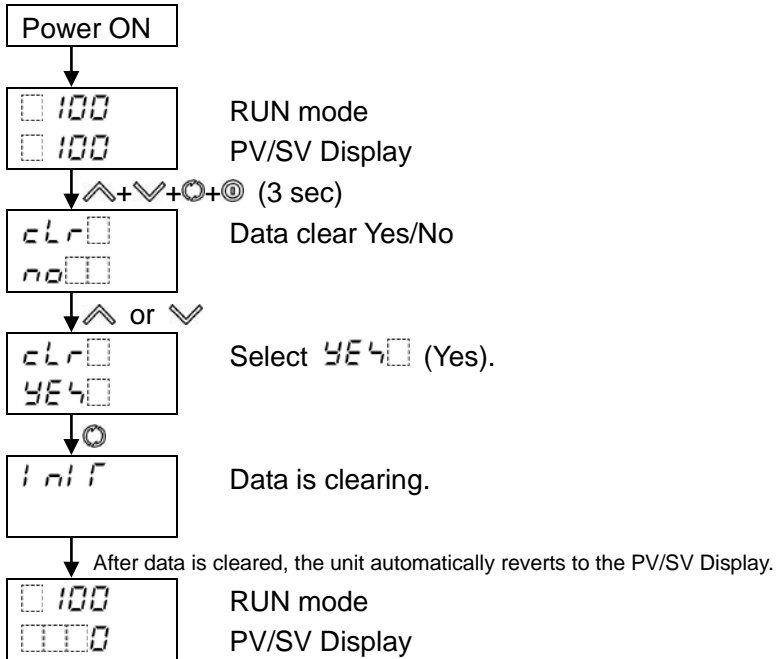 Power ON
100 RUN mode
100 PV/SV Display
+ + + (3 sec)
cLr Data clear Yes/No
no
or
cLr Select YES (Yes).
YES
InIT Data is clearing.
After data is cleared, the unit automatically reverts to the PV/SV Display.
100 RUN mode
0 PV/SV Display